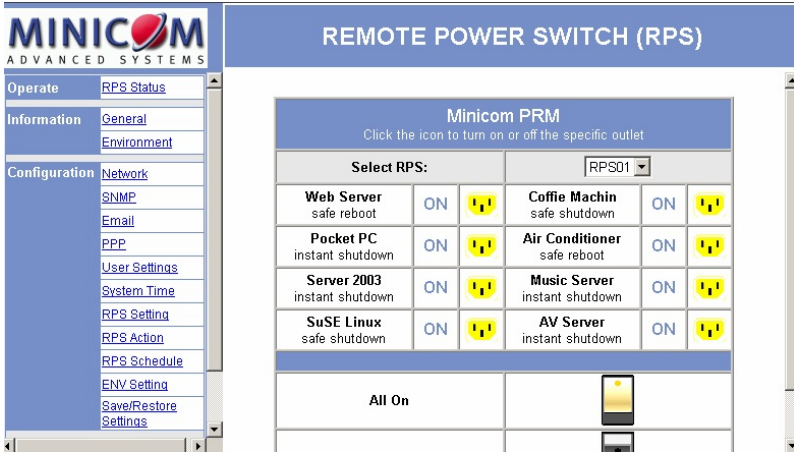 MINICOM
ADVANCED SYSTEMS
REMOTE POWER SWITCH (RPS)
Operate
RPS Status
Information
General
Environment
Configuration
Network
SNMP
Email
PPP
User Settings
System Time
RPS Setting
RPS Action
RPS Schedule
ENV Setting
Save/Restore
Settings
Minicom PRM
Click the icon to turn on or off the specific outlet
Select RPS: RPS01
Web Server ON Coffie Machin ON
safe reboot safe shutdown
Pocket PC ON Air Conditioner ON
instant shutdown safe reboot
Server 2003 ON Music Server ON
instant shutdown instant shutdown
SuSE Linux ON AV Server ON
safe shutdown instant shutdown
All On